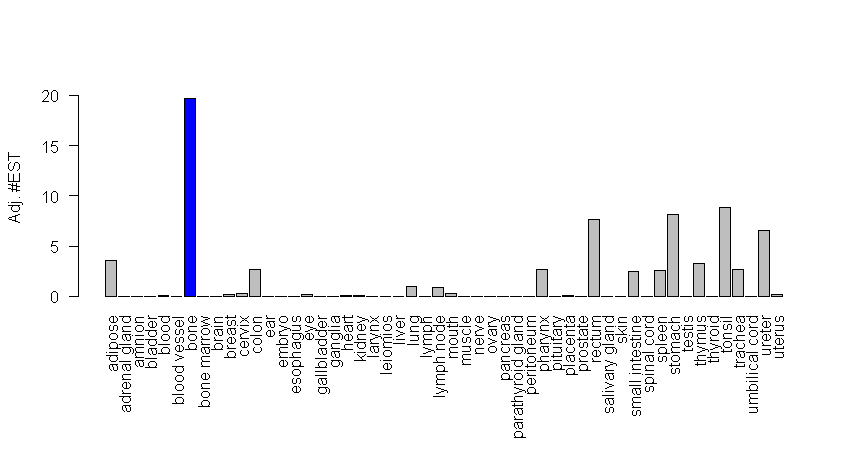 20
15
10
5
0
Adj. #EST
adipose
adrenal gland
amnion
bladder
blood
blood vessel
bone
bone marrow
brain
breast
cervix
colon
ear
embryo
esophagus
eye
gallbladder
ganglia
heart
kidney
larynx
leiomios
liver
lung
lymph
lymph node
mouth
muscle
nerve
ovary
pancreas
parathyroid gland
peritoneum
pharynx
pituitary
placenta
prostate
rectum
salivary gland
skin
small intestine
spinal cord
spleen
stomach
testis
thymus
thyroid
tonsil
trachea
umbilical cord
ureter
uterus